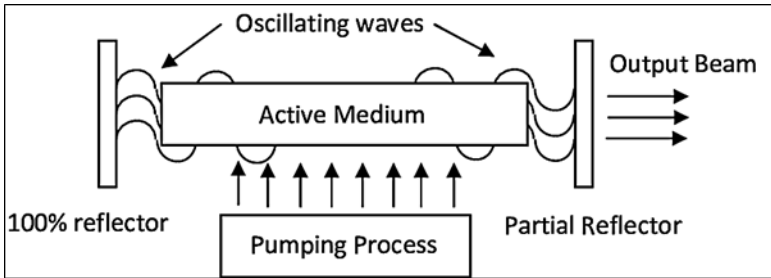 Oscillating waves
Output Beam
Active Medium
100% reflector
Partial Reflector
Pumping Process